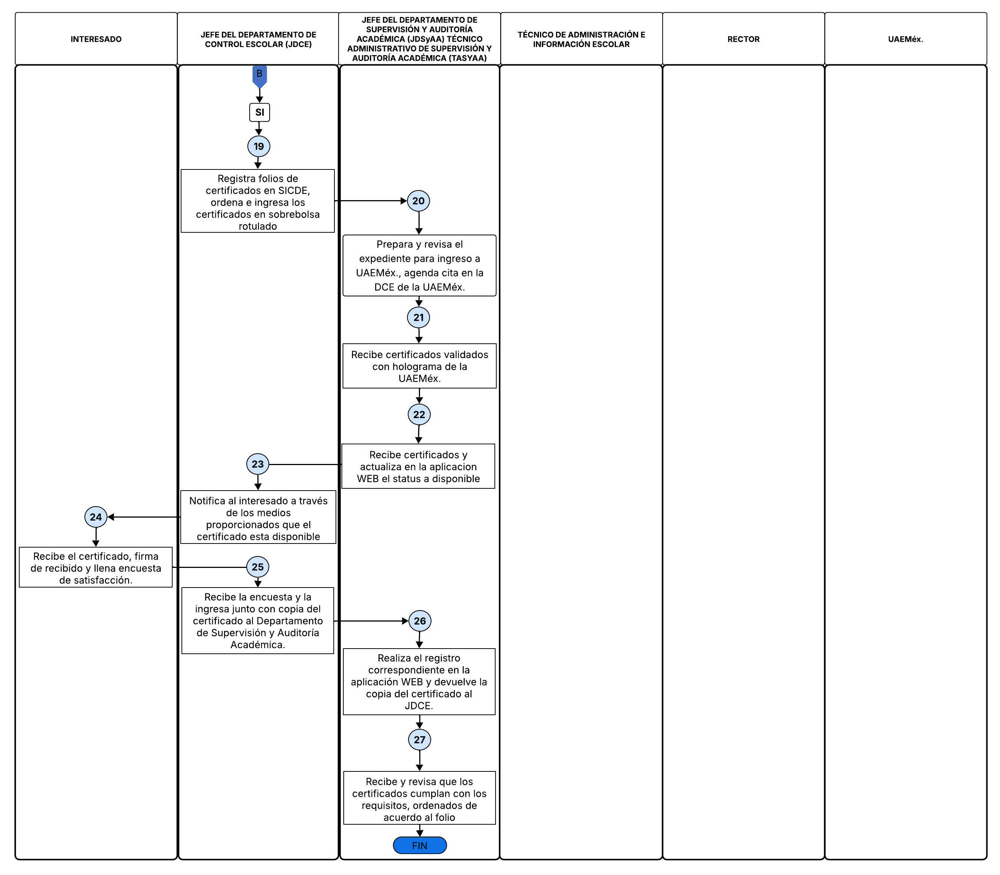 INTERESADO
JEFE DEL DEPARTAMENTO DE
CONTROL ESCOLAR (JDCE)
JEFE DEL DEPARTAMENTO DE
SUPERVISIÓN Y AUDITORÍA
ACADÉMICA (JDSyAA) TÉCNICO
ADMINISTRATIVO DE SUPERVISIÓN Y
AUDITORÍA ACADÉMICA (TASYAA)
TÉCNICO DE ADMINISTRACIÓN E
INFORMACIÓN ESCOLAR
RECTOR
UAEMéx.
B
SI
19
Registra folios de
certificados en SICDE,
ordena e ingresa los
certificados en sobrebolsa
rotulado
20
Prepara y revisa el
expediente para ingreso a
UAEMéx., agenda cita en la
DCE de la UAEMéx.
21
Recibe certificados validados
con holograma de la
UAEMéx.
22
Recibe certificados y
actualiza en la aplicacion
WEB el status a disponible
23
Notifica al interesado a través
de los medios
proporcionados que el
certificado esta disponible
24
Recibe el certificado, firma
de recibido y llena encuesta
de satisfacción.
25
Recibe la encuesta y la
ingresa junto con copia del
certificado al Departamento
de Supervisión y Auditoría
Académica.
26
Realiza el registro
correspondiente en la
aplicación WEB y devuelve la
copia del certificado al
JDCE.
27
Recibe y revisa que los
certificados cumplan con los
requisitos, ordenados de
acuerdo al folio
FIN